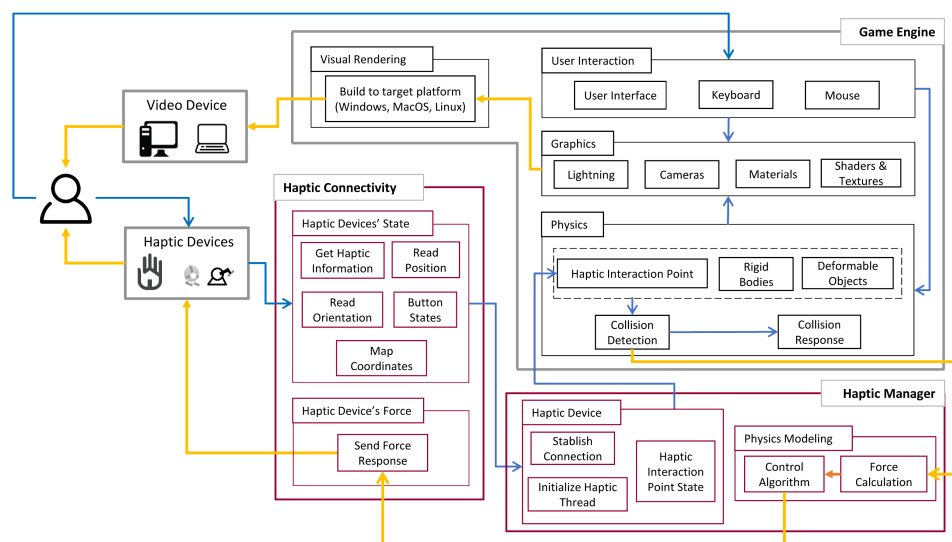 Game Engine
Visual Rendering
Build to target platform
(Windows, MacOS, Linux)
User Interaction
User Interface
Keyboard
Mouse
Video Device
Graphics
Lightning
Cameras
Materials
Shaders &
Textures
Haptic Connectivity
Haptic Devices' State
Get Haptic
Information
Read
Position
Read
Orientation
Button
States
Map
Coordinates
Haptic Devices
Physics
Haptic Interaction Point
Rigid
Bodies
Deformable
Objects
Collision
Detection
Collision
Response
Haptic Device's Force
Send Force
Response
Haptic Manager
Haptic Device
Stablish
Connection
Initialize Haptic
Thread
Haptic
Interaction
Point State
Physics Modeling
Control
Algorithm
Force
Calculation